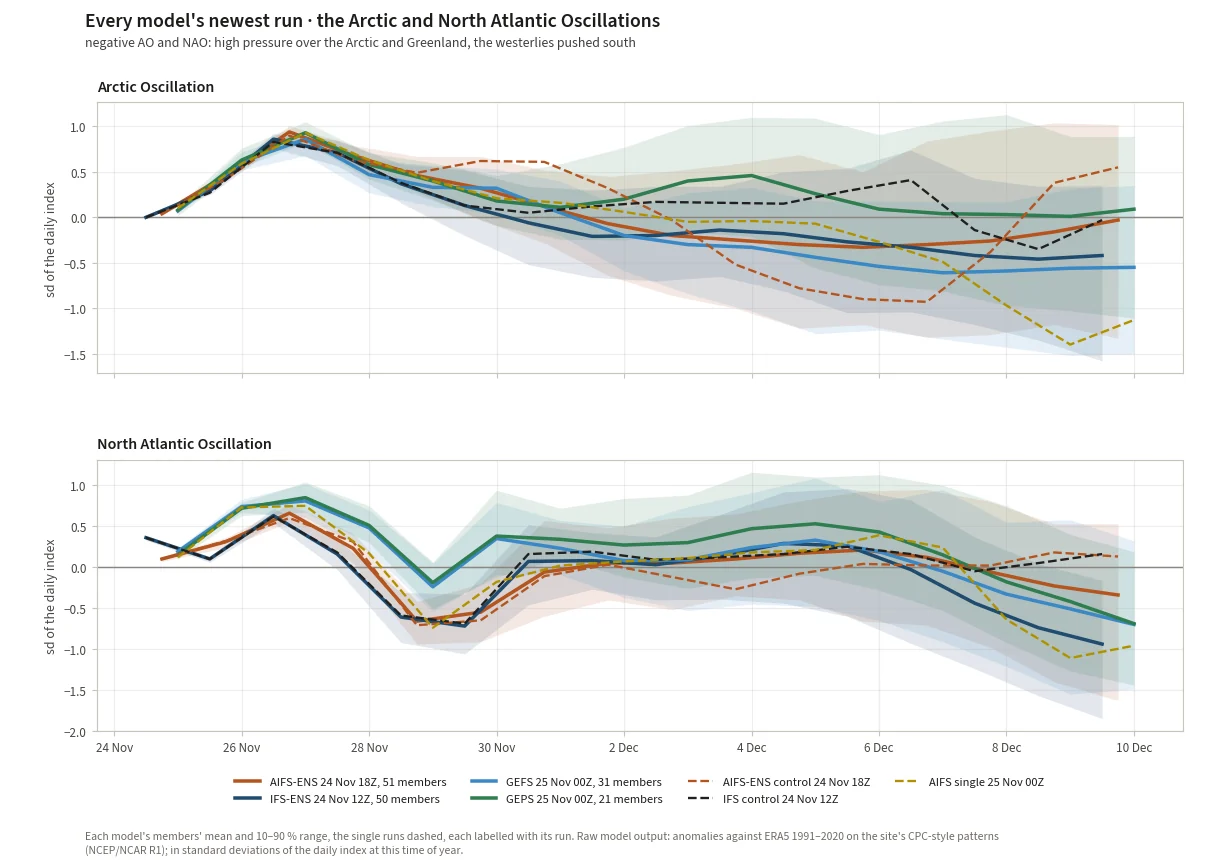 Every model's newest run · the Arctic and North Atlantic Oscillations
negative AO and NAO: high pressure over the Arctic and Greenland, the westerlies pushed south
Arctic Oscillation
sd of the daily index
1.0
0.5
0.0
−0.5
−1.0
−1.5
North Atlantic Oscillation
sd of the daily index
1.0
0.5
0.0
−0.5
−1.0
−1.5
−2.0
24 Nov 26 Nov 28 Nov 30 Nov 2 Dec 4 Dec 6 Dec 8 Dec 10 Dec
AIFS-ENS 24 Nov 18Z, 51 members GEFS 25 Nov 00Z, 31 members AIFS-ENS control 24 Nov 18Z AIFS single 25 Nov 00Z
IFS-ENS 24 Nov 12Z, 50 members GEPS 25 Nov 00Z, 21 members IFS control 24 Nov 12Z
Each model's members' mean and 10–90 % range, the single runs dashed, each labelled with its run. Raw model output: anomalies against ERA5 1991–2020 on the site's CPC-style patterns
(NCEP/NCAR R1); in standard deviations of the daily index at this time of year.